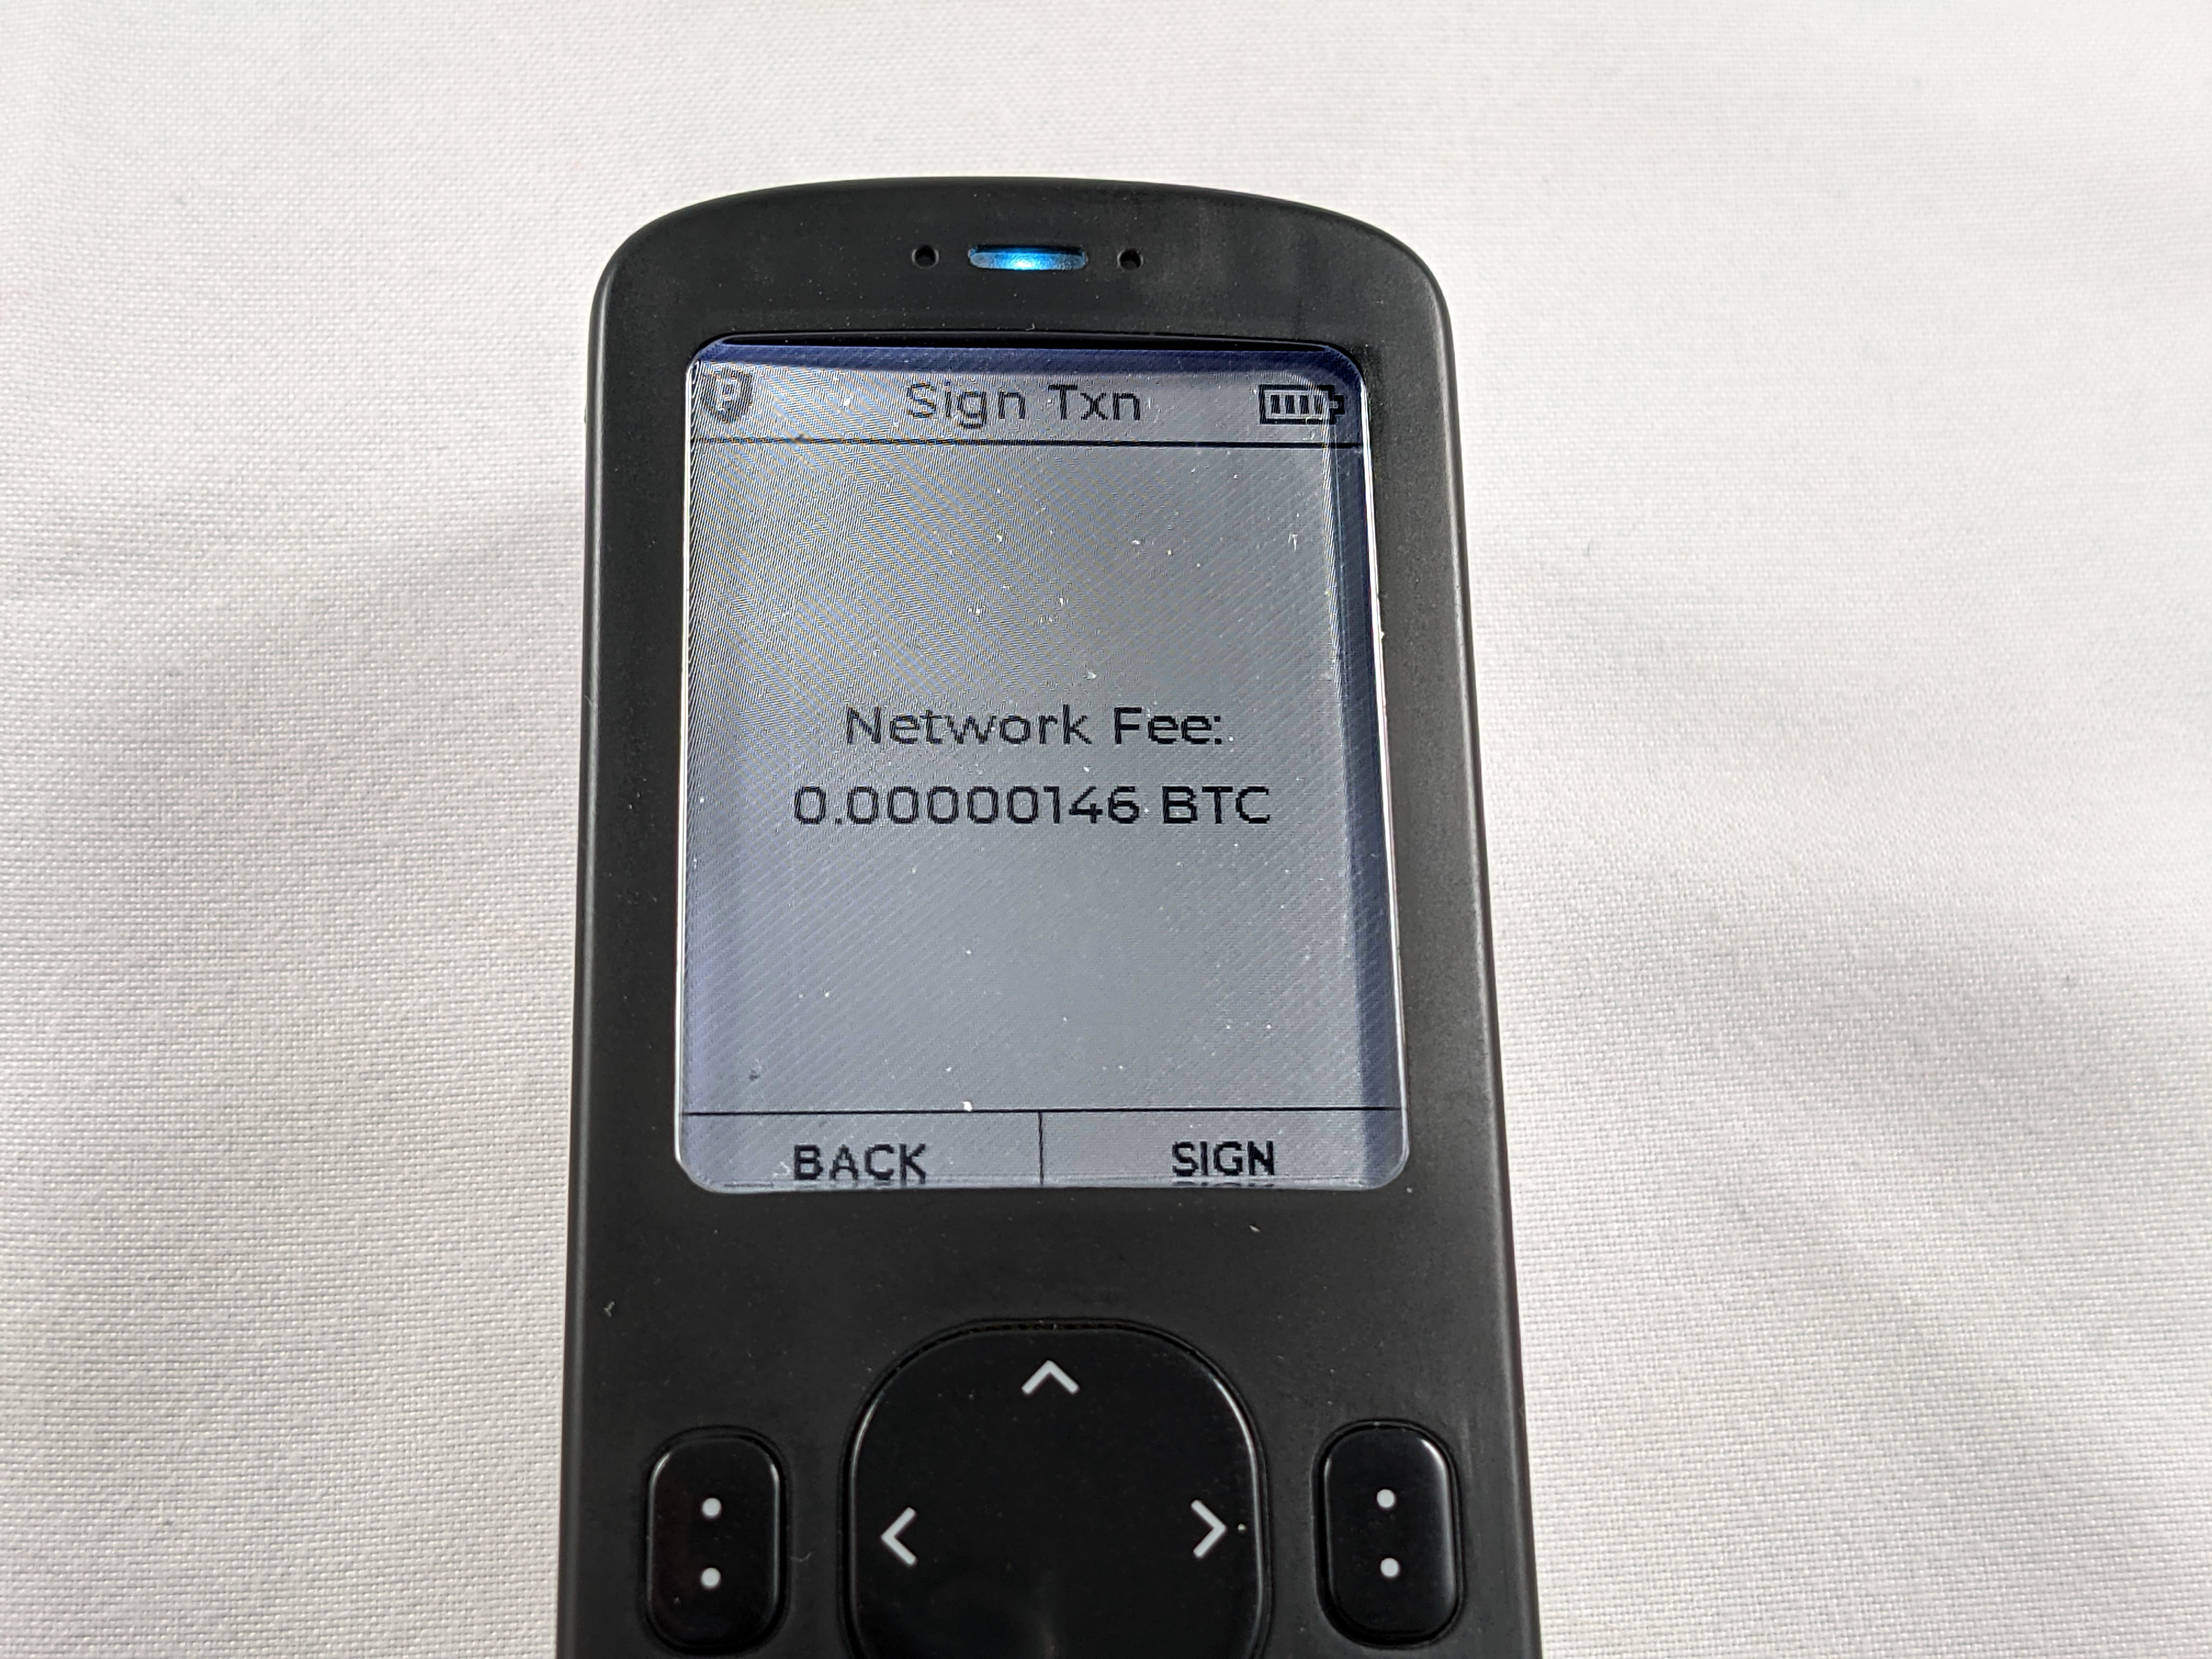 Sign Txn
Network Fee:
0.00000146 BTC
BACK
SIGN